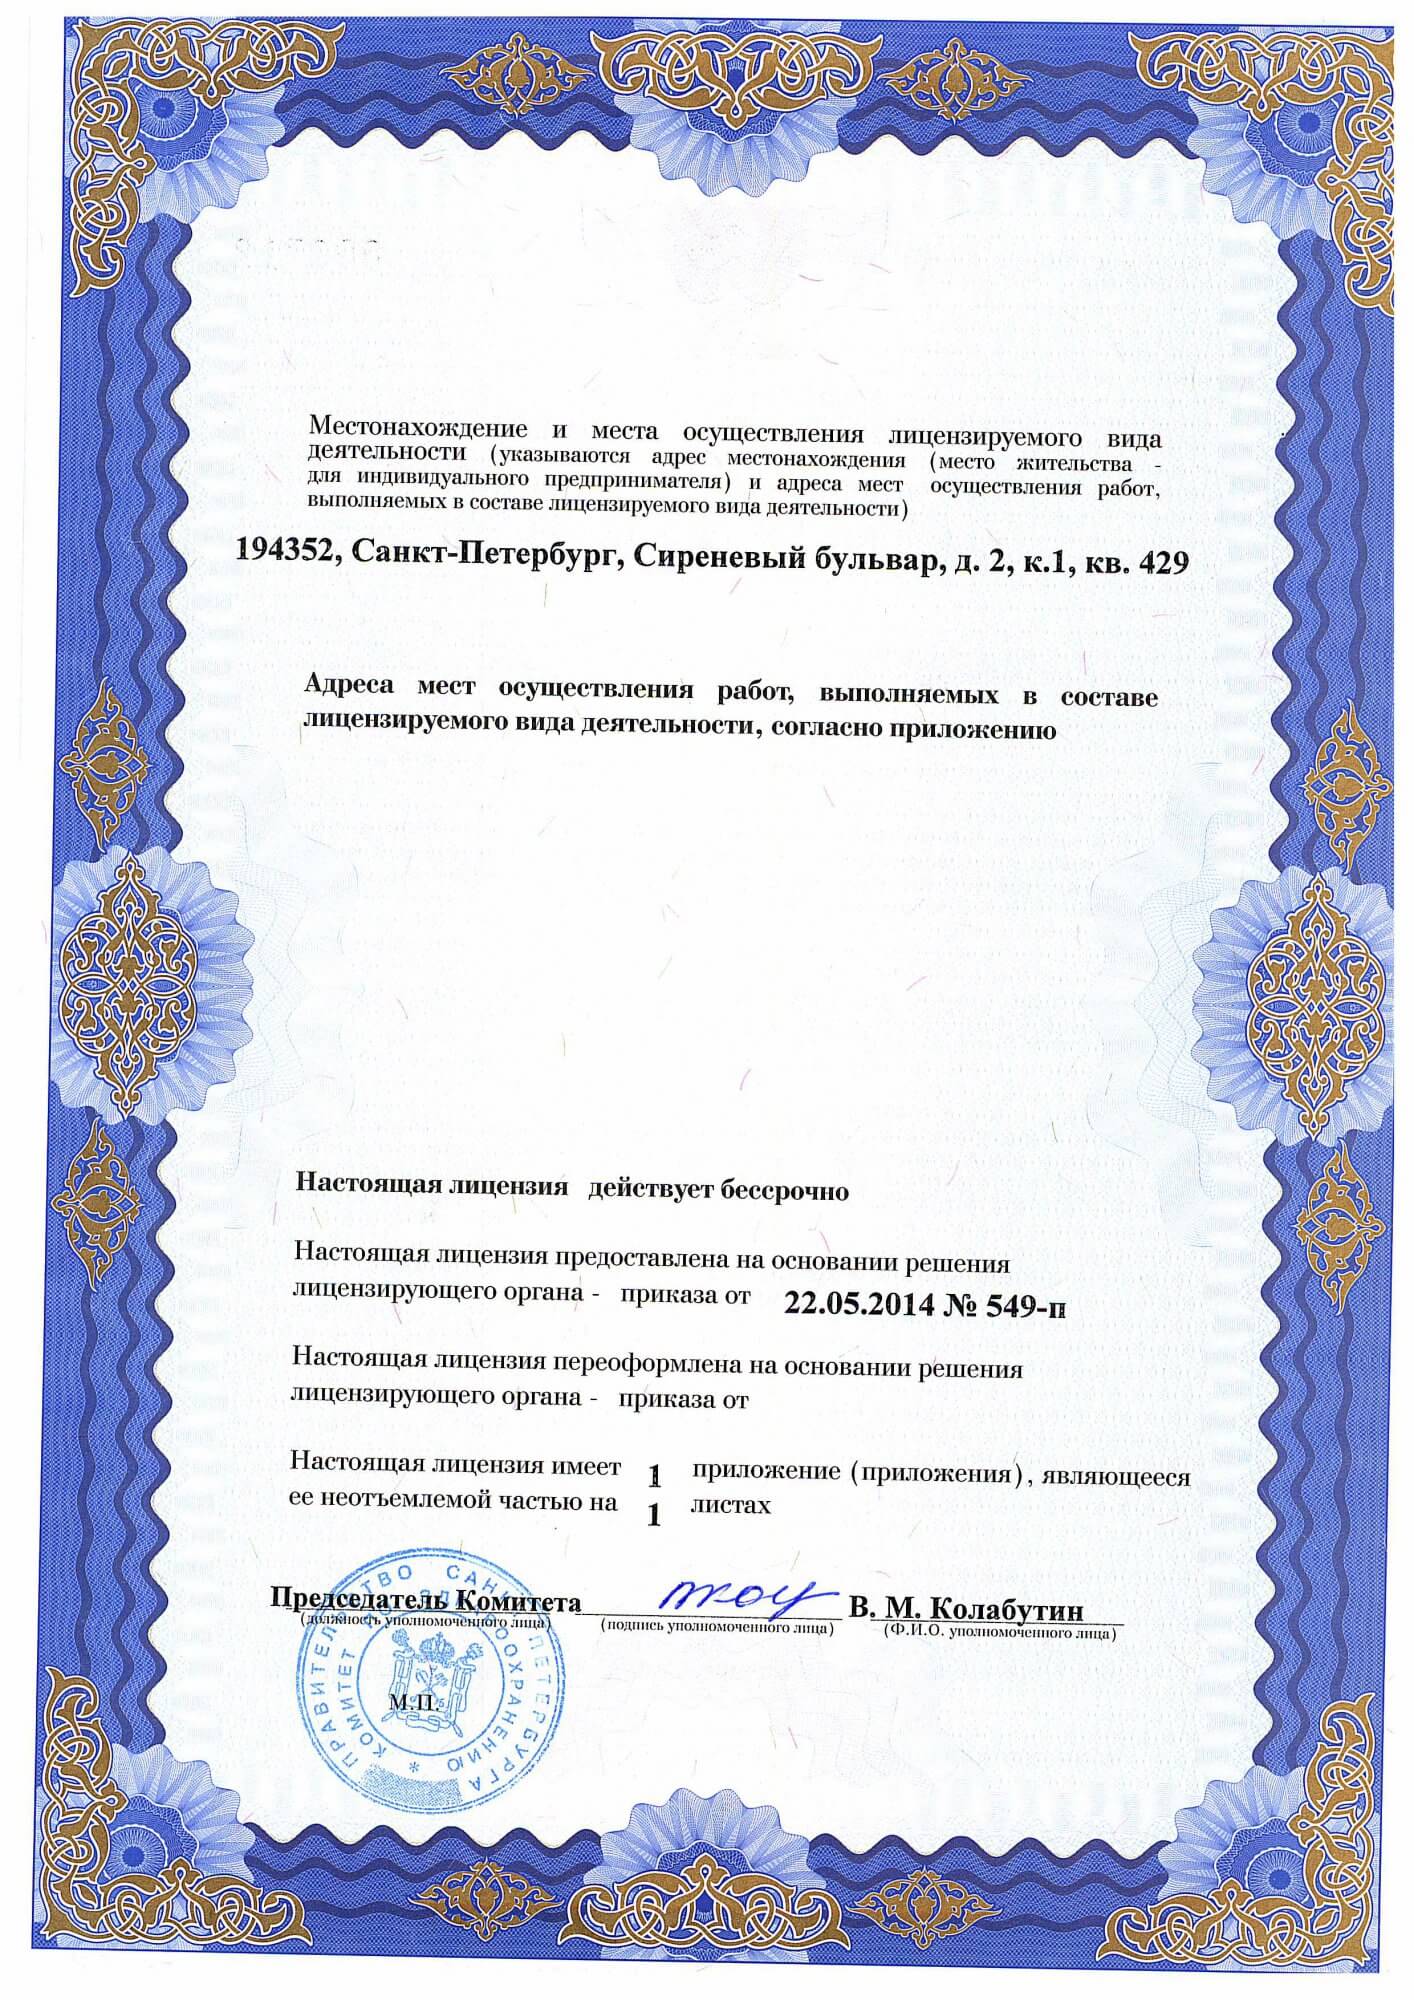 Местонахождение и места осуществления лицензируемого вида
деятельности (указываются адрес местонахождения (место жительства -
для индивидуального предпринимателя) и адреса мест осуществления работ,
выполняемых в составе лицензируемого вида деятельности)
194352, Санкт-Петербург, Сиреневый бульвар, д. 2, к.1, кв. 429
Адреса мест осуществления работ, выполняемых в составе
лицензируемого вида деятельности, согласно приложению
Настоящая лицензия действует бессрочно
Настоящая лицензия предоставлена на основании решения
лицензирующего органа - приказа от 22.05.2014 № 549-п
Настоящая лицензия переоформлена на основании решения
лицензирующего органа - приказа от
Настоящая лицензия имеет 1 приложение (приложения), являющееся
ее неотъемлемой частью на 1 листах
Председатель Комитета В. М. Колабутин
(должность уполномоченного лица) (подпись уполномоченного лица) (Ф.И.О. уполномоченного лица)
М.П.
ПРАВИТЕЛЬСТВО САНКТ-ПЕТЕРБУРГА
КОМИТЕТ ПО ЗДРАВООХРАНЕНИЮ *